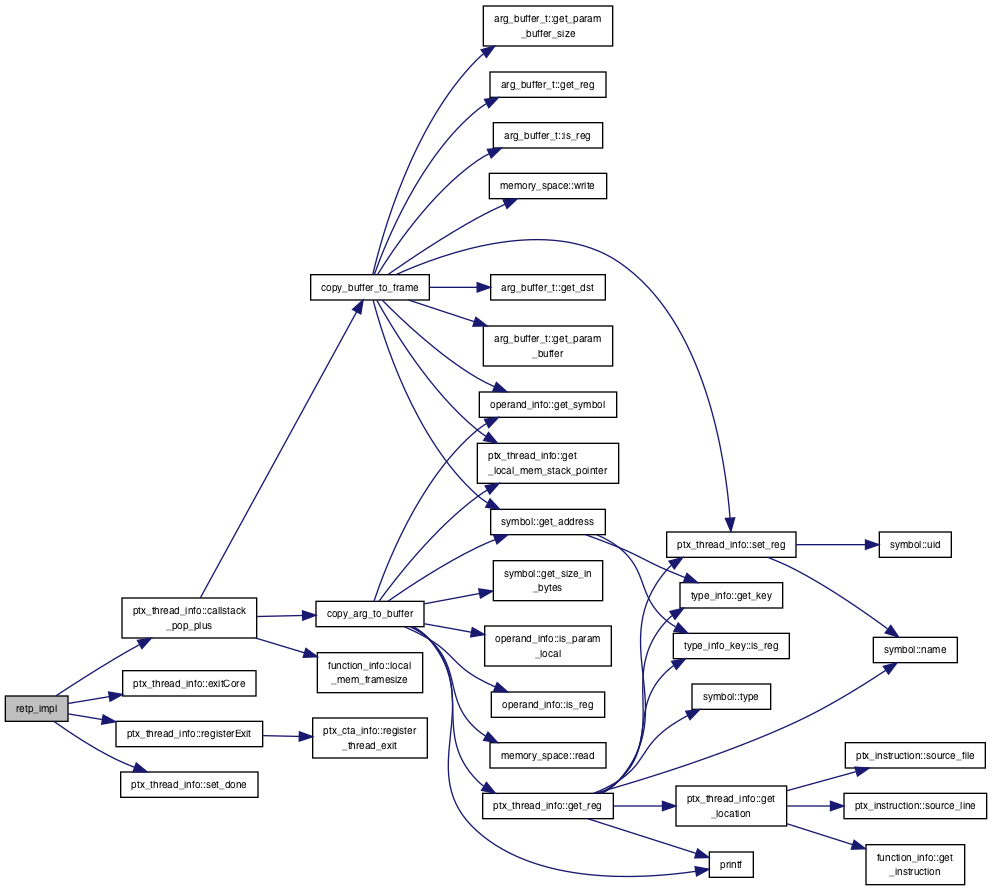 retp_impl
ptx_thread_info::callstack
_pop_plus
ptx_thread_info::exitCore
ptx_thread_info::registerExit
ptx_thread_info::set_done
copy_buffer_to_frame
copy_arg_to_buffer
function_info::local
_mem_framesize
ptx_cta_info::register
_thread_exit
arg_buffer_t::get_param
_buffer_size
arg_buffer_t::get_reg
arg_buffer_t::is_reg
memory_space::write
arg_buffer_t::get_dst
arg_buffer_t::get_param
_buffer
operand_info::get_symbol
ptx_thread_info::get
_local_mem_stack_pointer
symbol::get_address
symbol::get_size_in
_bytes
operand_info::is_param
_local
operand_info::is_reg
memory_space::read
ptx_thread_info::get_reg
ptx_thread_info::set_reg
type_info::get_key
type_info_key::is_reg
symbol::type
ptx_thread_info::get
_location
printf
symbol::uid
symbol::name
ptx_instruction::source_file
ptx_instruction::source_line
function_info::get
_instruction